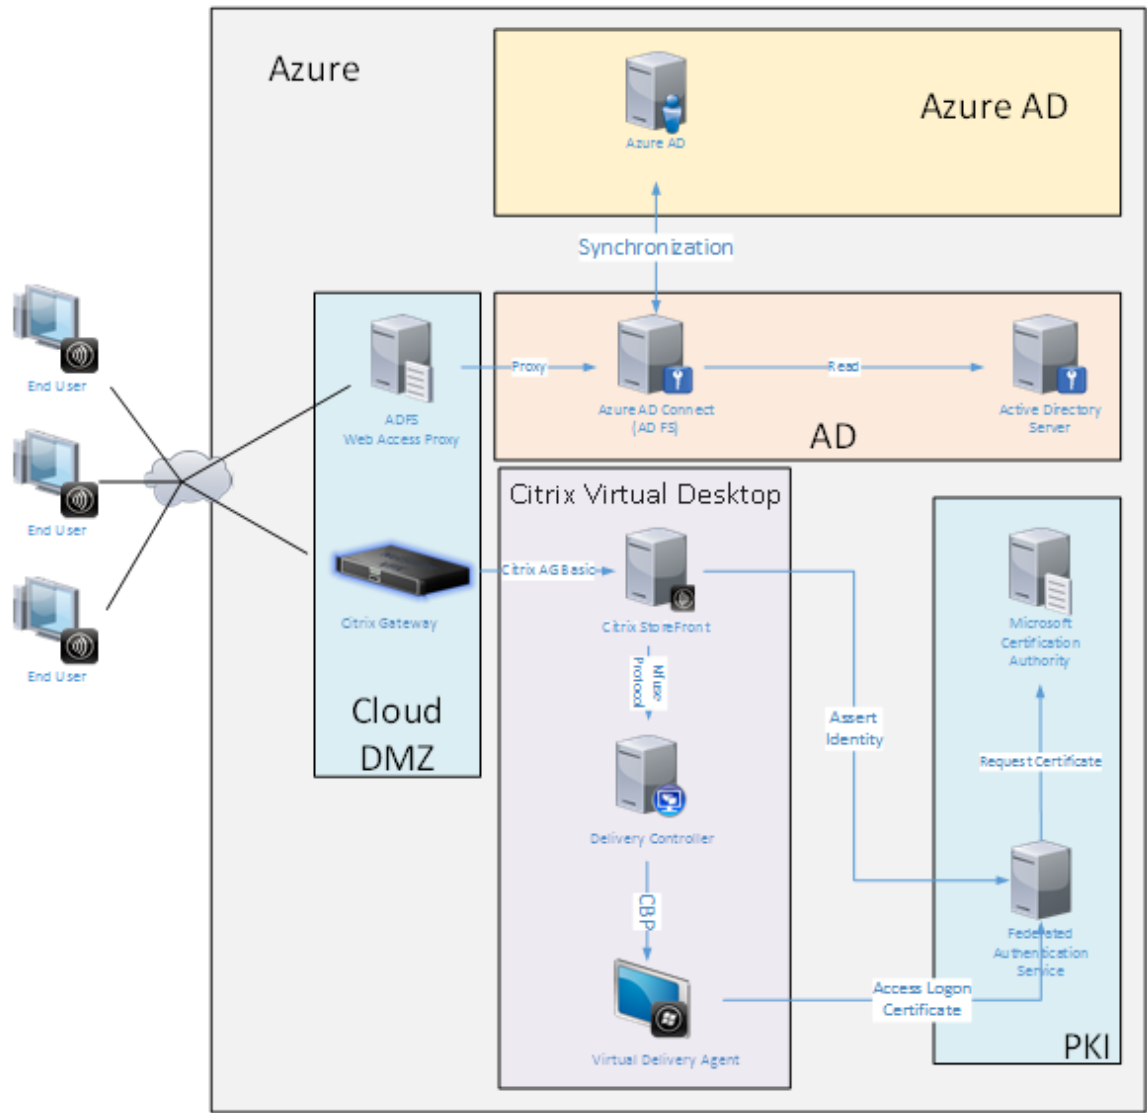 Azure
Azure AD
Azure AD
Synchronization
End User
End User
End User
ADFS
Web Access Proxy
Proxy
Azure AD Connect
(AD FS)
Read
Active Directory
Server
AD
Citrix Gateway
Cloud
DMZ
Citrix Virtual Desktop
Citrix AG Basic
Citrix StoreFront
Nfuse
Protocol
Delivery Controller
CBP
Virtual Delivery Agent
Assert
Identity
Access Logon
Certificate
Microsoft
Certification
Authority
Request Certificate
Federated
Authentication
Service
PKI